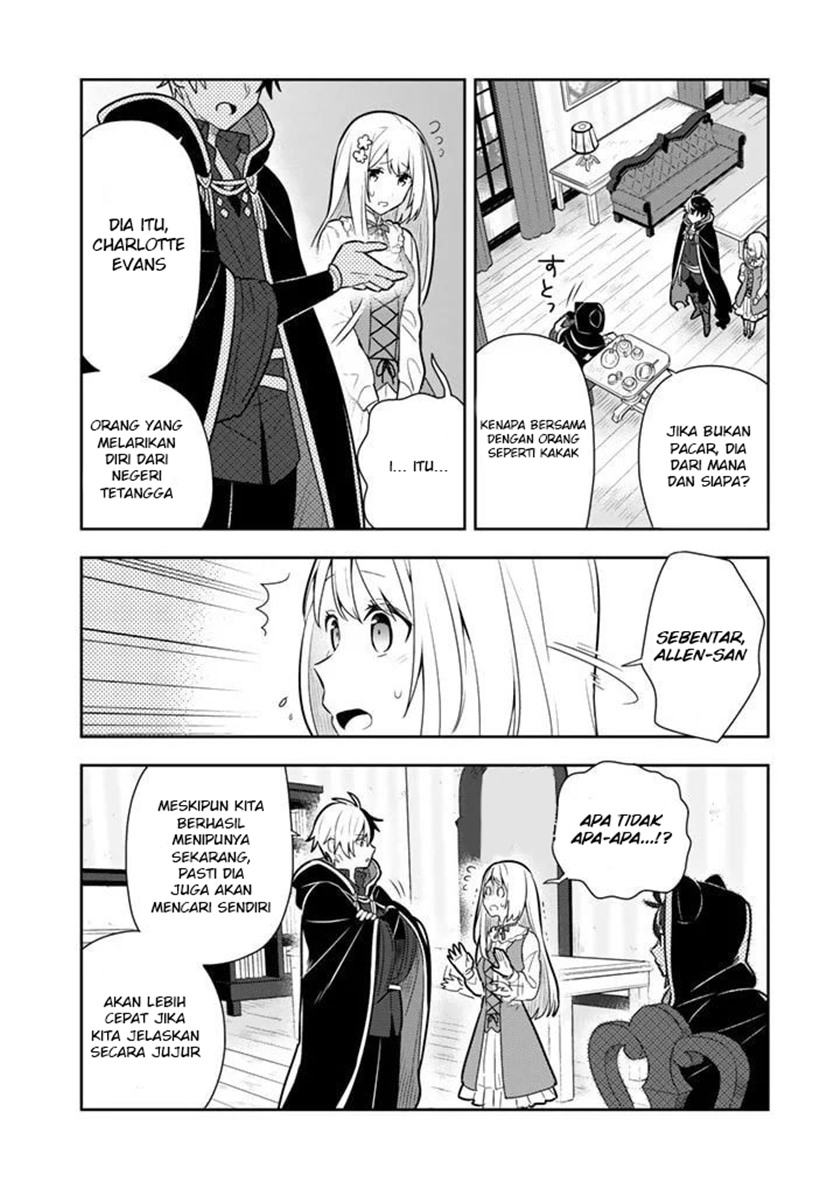 JIKA BUKAN
PACAR, DIA
DARI MANA
DAN SIAPA?
KENAPA BERSAMA
DENGAN ORANG
SEPERTI KAKAK
すとっ
I... ITU...
DIA ITU,
CHARLOTTE
EVANS
ORANG YANG
MELARIKAN
DIRI DARI
NEGERI
TETANGGA
SEBENTAR,
ALLEN-SAN
APA TIDAK
APA-APA...!?
MESKIPUN KITA
BERHASIL
MENIPUNYA
SEKARANG,
PASTI DIA
JUGA AKAN
MENCARI SENDIRI
AKAN LEBIH
CEPAT JIKA
KITA JELASKAN
SECARA JUJUR